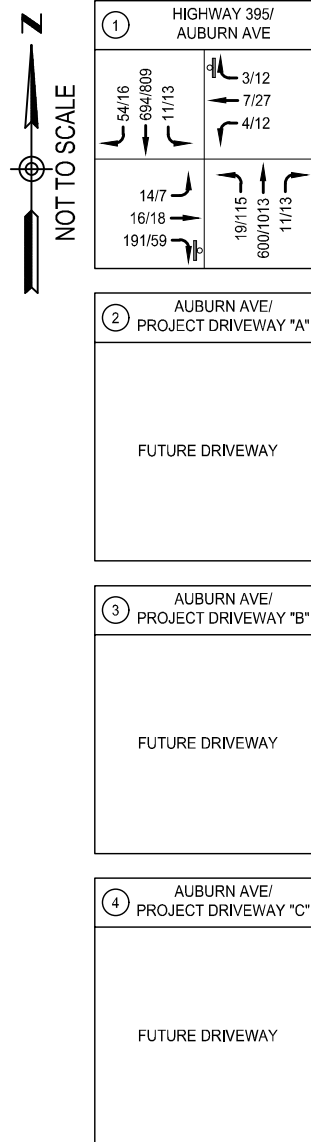 N
NOT TO SCALE
1
HIGHWAY 395/
AUBURN AVE
54/16
694/809
11/13
3/12
7/27
4/12
14/7
16/18
191/59
19/115
600/1013
11/13
2
AUBURN AVE/
PROJECT DRIVEWAY "A"
FUTURE DRIVEWAY
3
AUBURN AVE/
PROJECT DRIVEWAY "B"
FUTURE DRIVEWAY
4
AUBURN AVE/
PROJECT DRIVEWAY "C"
FUTURE DRIVEWAY